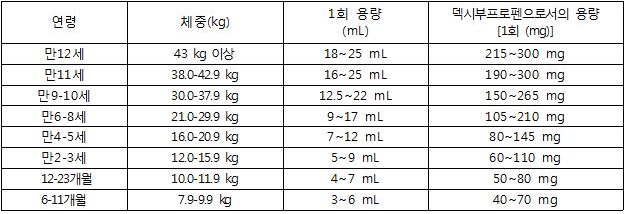 연령 체중(kg) 1회 용량 (mL) 덱시부프로펜으로서의 용량 [1회 (mg)]
만12세 43 kg 이상 18~25 mL 215~300 mg
만11세 38.0-42.9 kg 16~25 mL 190~300 mg
만9-10세 30.0-37.9 kg 12.5~22 mL 150~265 mg
만6-8세 21.0-29.9 kg 9~17 mL 105~210 mg
만4-5세 16.0-20.9 kg 7~12 mL 80~145 mg
만2-3세 12.0-15.9 kg 5~9 mL 60~110 mg
12-23개월 10.0-11.9 kg 4~7 mL 50~80 mg
6-11개월 7.9-9.9 kg 3~6 mL 40~70 mg